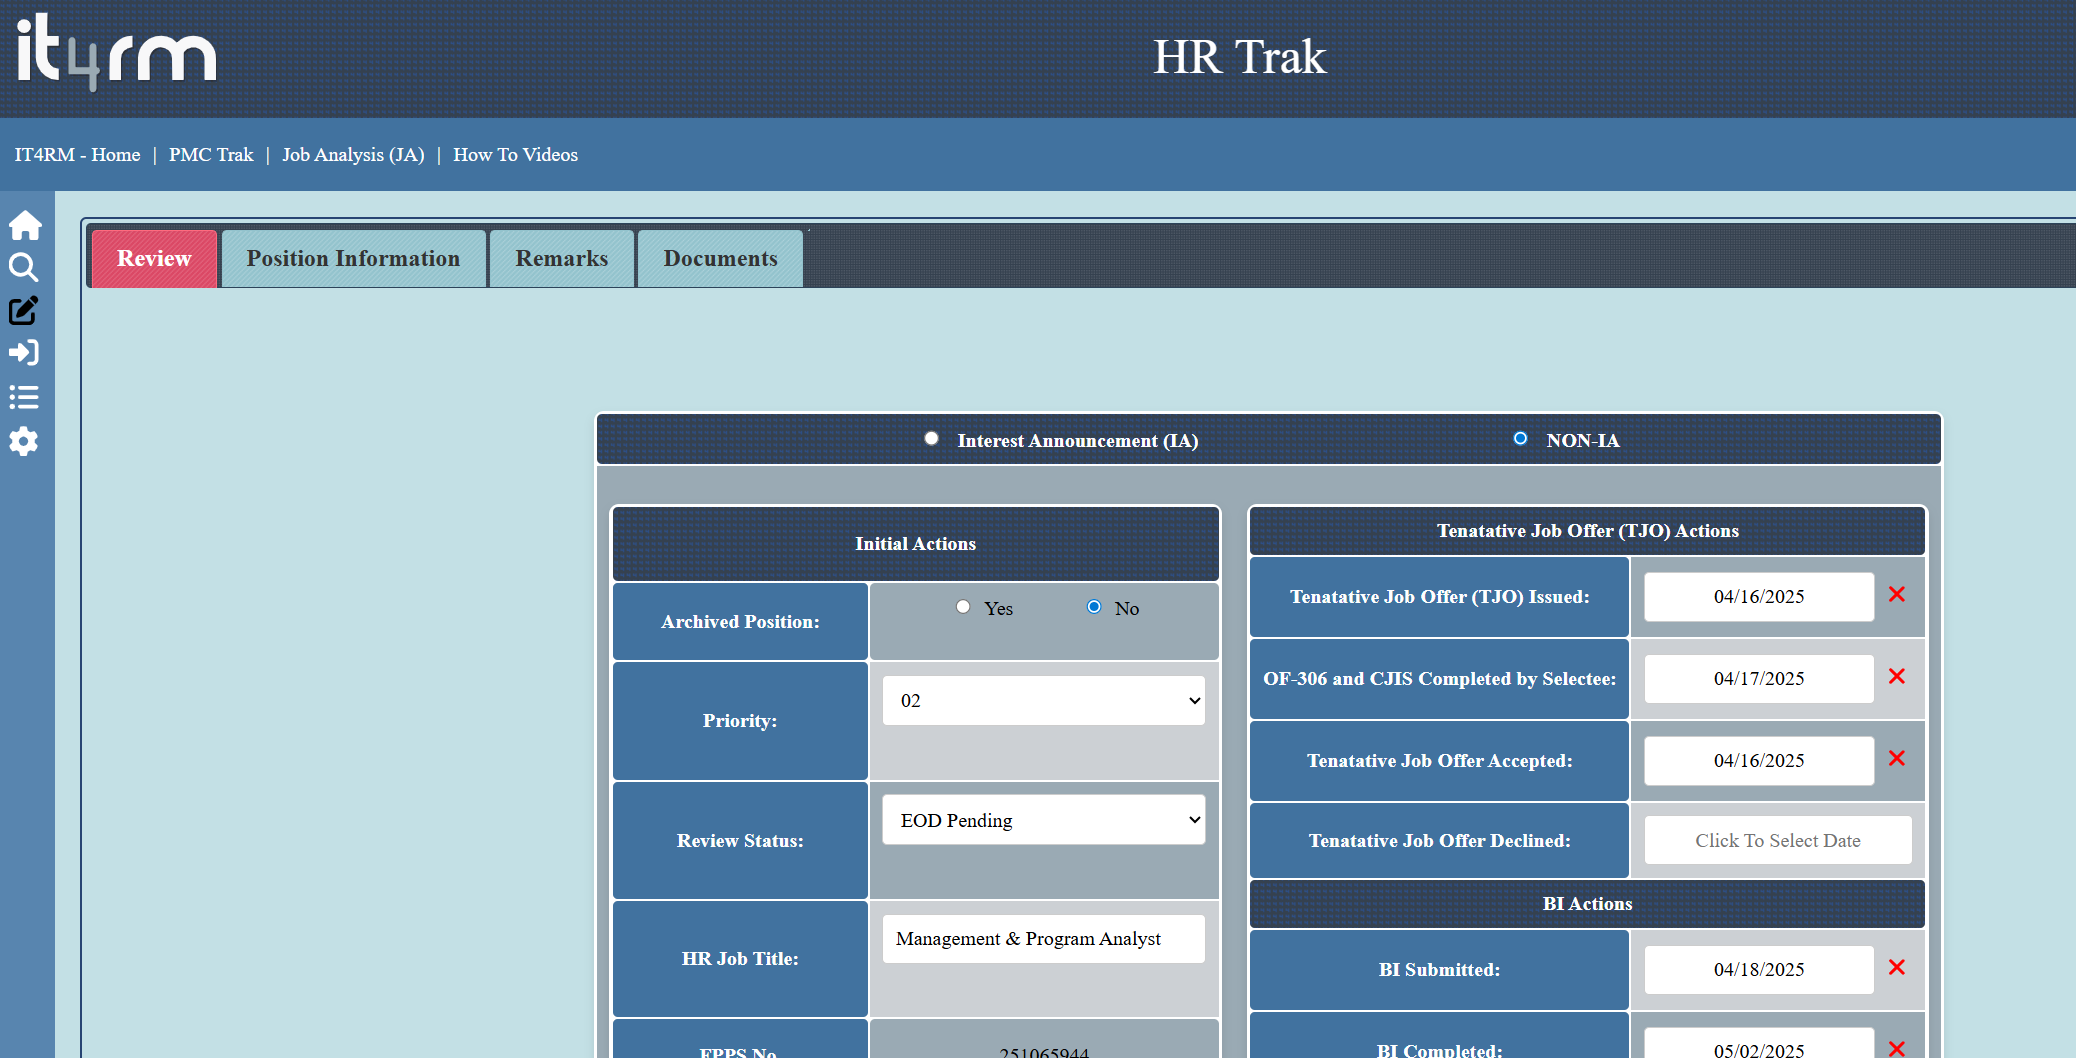 it4rm
HR Trak
IT4RM - Home | PMC Trak | Job Analysis (JA) | How To Videos
Review
Position Information
Remarks
Documents
Interest Announcement (IA)
NON-IA
Initial Actions
Archived Position:
Yes
No
Priority:
02
Review Status:
EOD Pending
HR Job Title:
Management & Program Analyst
FPPS No
251065944
Tenatative Job Offer (TJO) Actions
Tenatative Job Offer (TJO) Issued:
04/16/2025
OF-306 and CJIS Completed by Selectee:
04/17/2025
Tenatative Job Offer Accepted:
04/16/2025
Tenatative Job Offer Declined:
Click To Select Date
BI Actions
BI Submitted:
04/18/2025
BI Completed:
05/02/2025